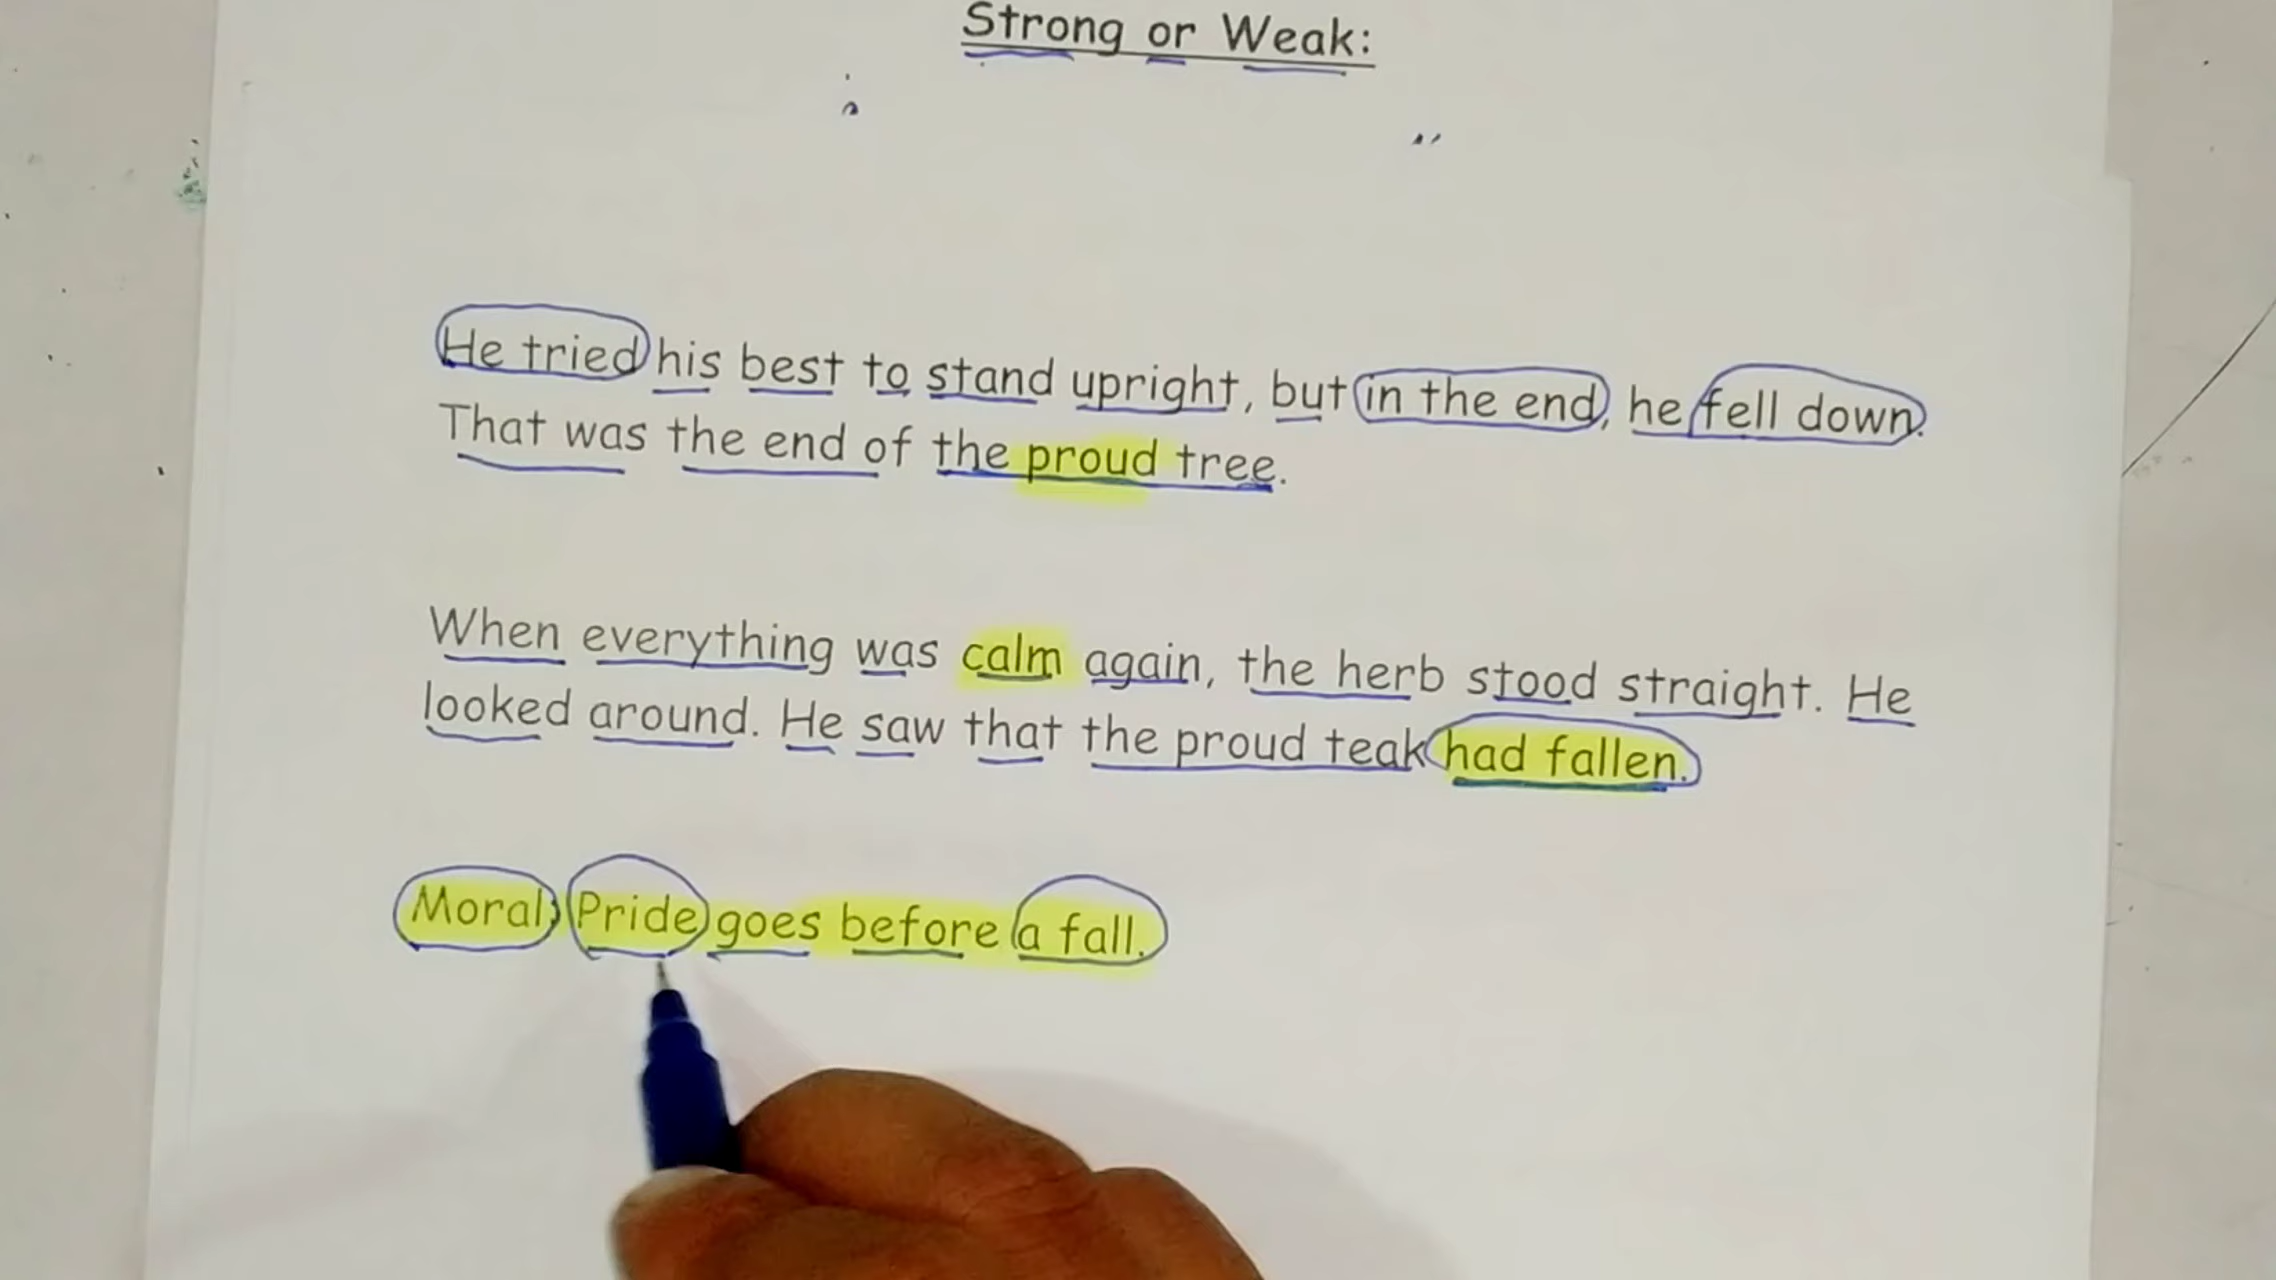 Strong or Weak:
He tried his best to stand upright, but in the end, he fell down.
That was the end of the proud tree.
When everything was calm again, the herb stood straight. He
looked around. He saw that the proud teak had fallen.
Moral: Pride goes before a fall.